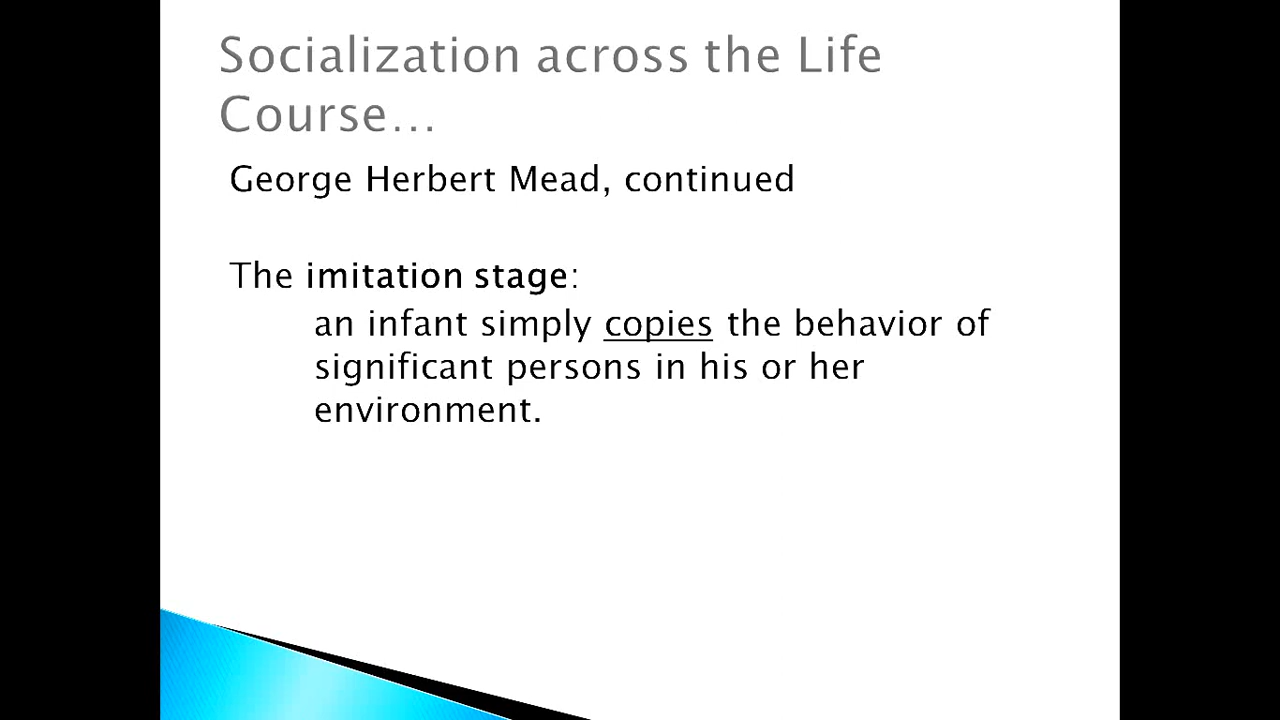 Socialization across the Life
Course…
George Herbert Mead, continued
The imitation stage:
an infant simply copies the behavior of
significant persons in his or her
environment.